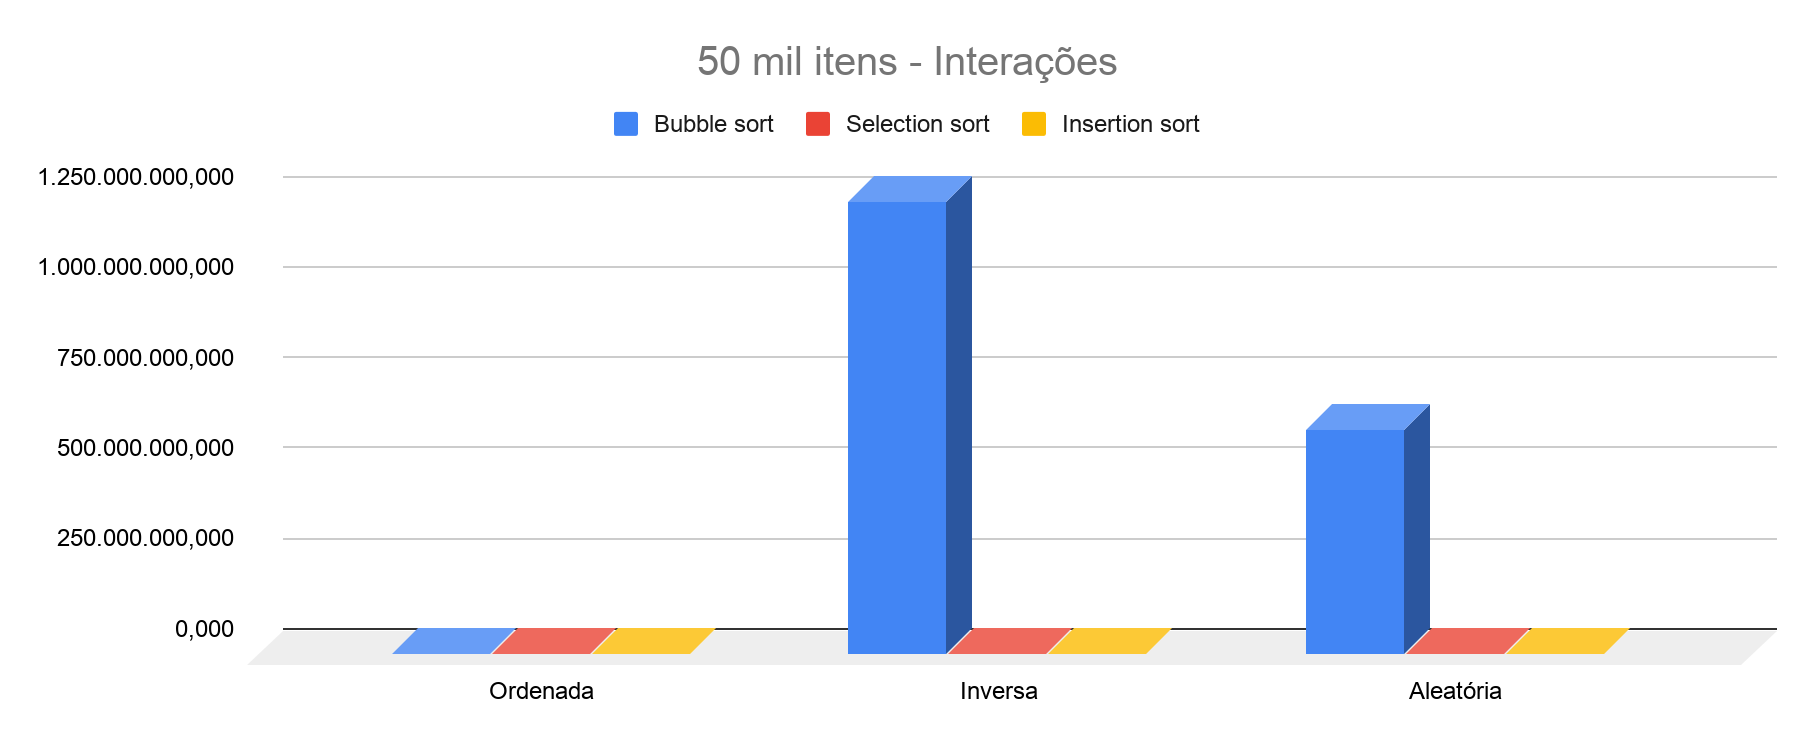 50 mil itens - Interações
Bubble sort Selection sort Insertion sort
1.250.000.000,000
1.000.000.000,000
750.000.000,000
500.000.000,000
250.000.000,000
0,000
Ordenada Inversa Aleatória